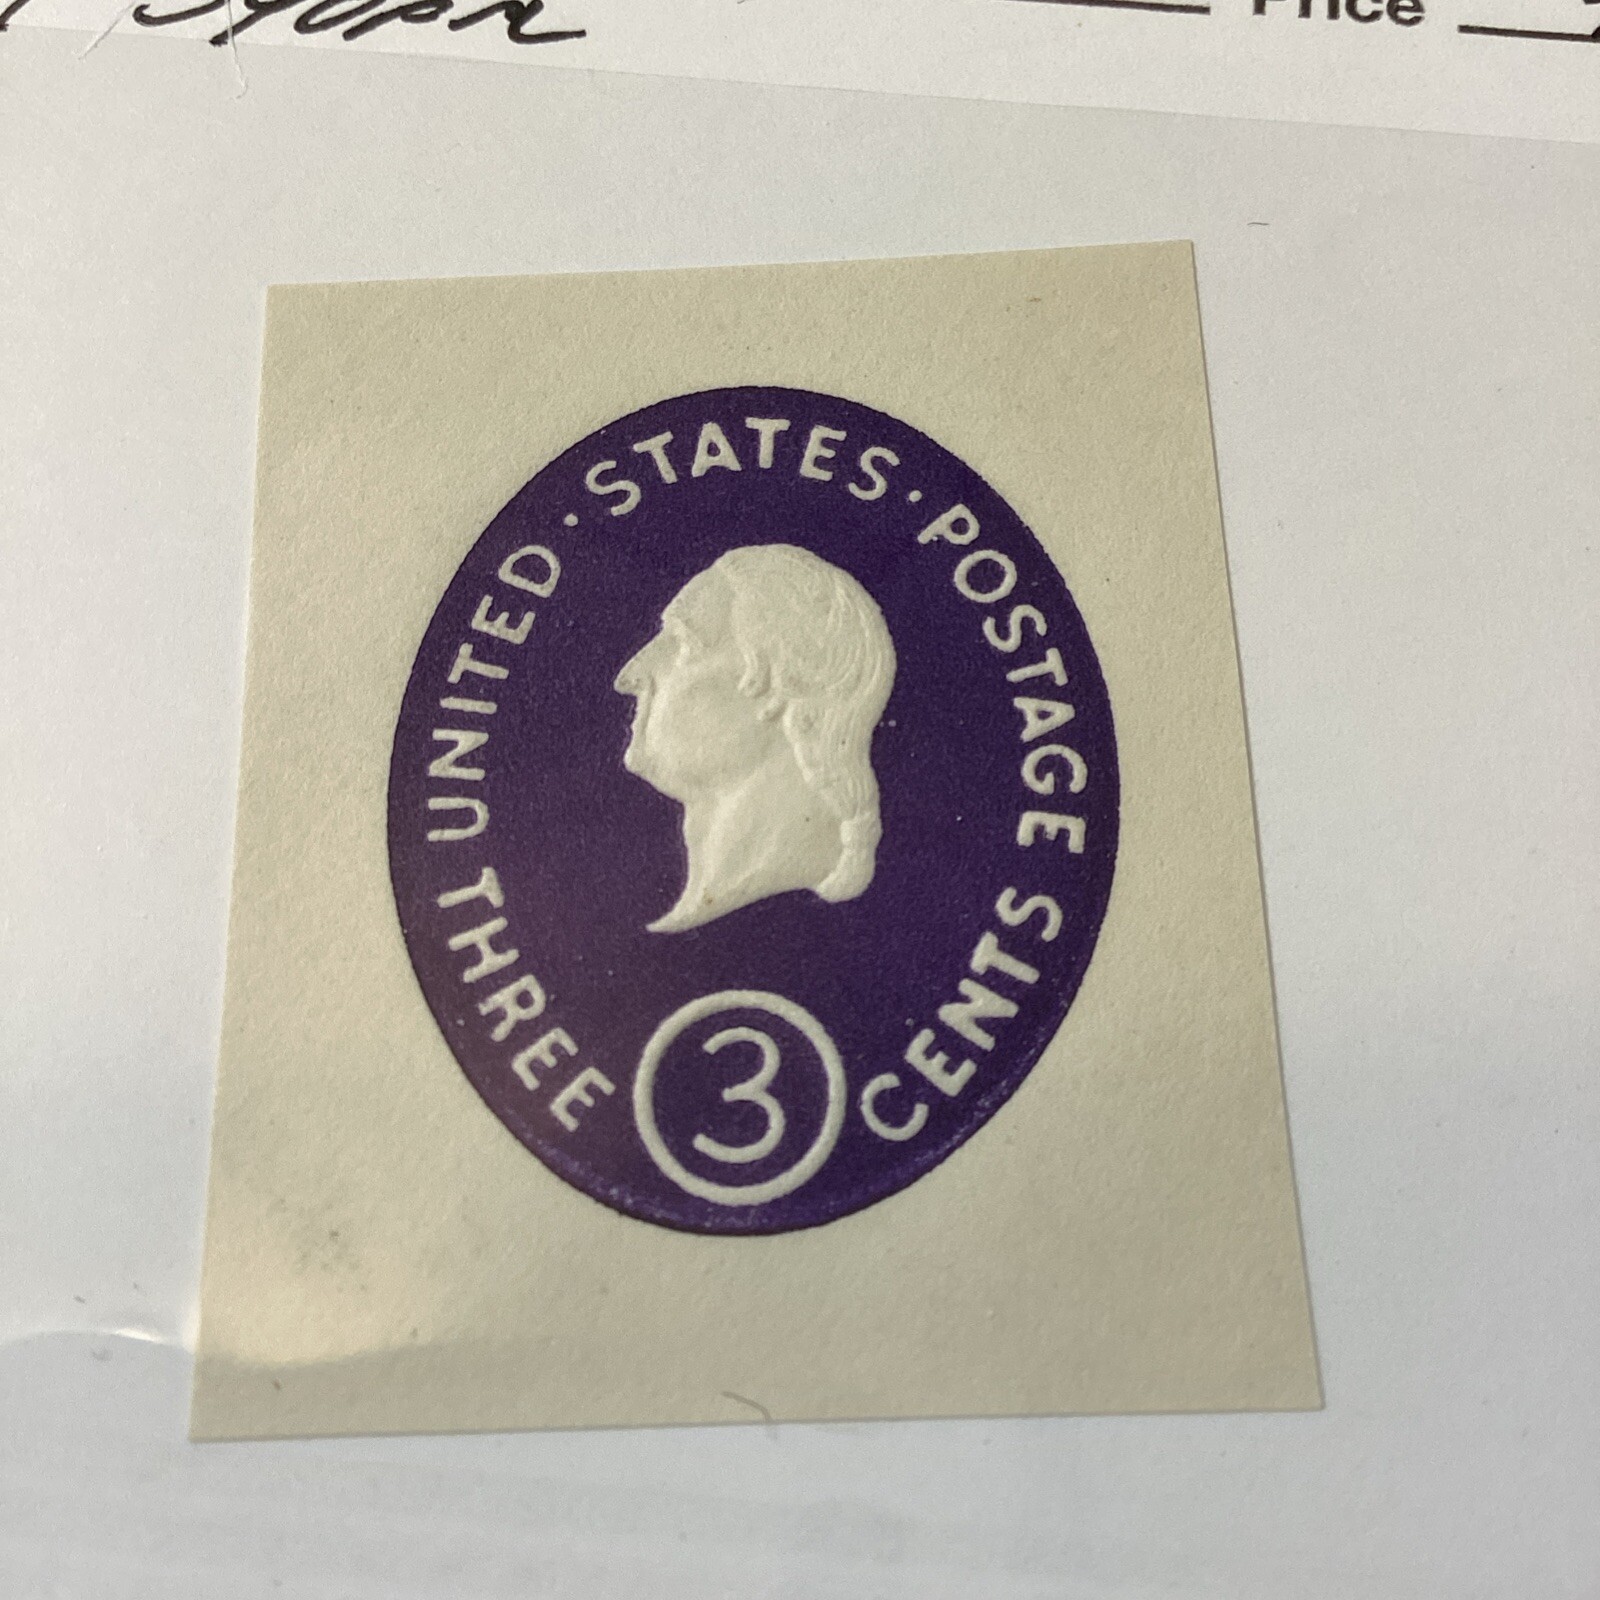 Price
UNITED · STATES · POSTAGE
THREE 3 CENTS